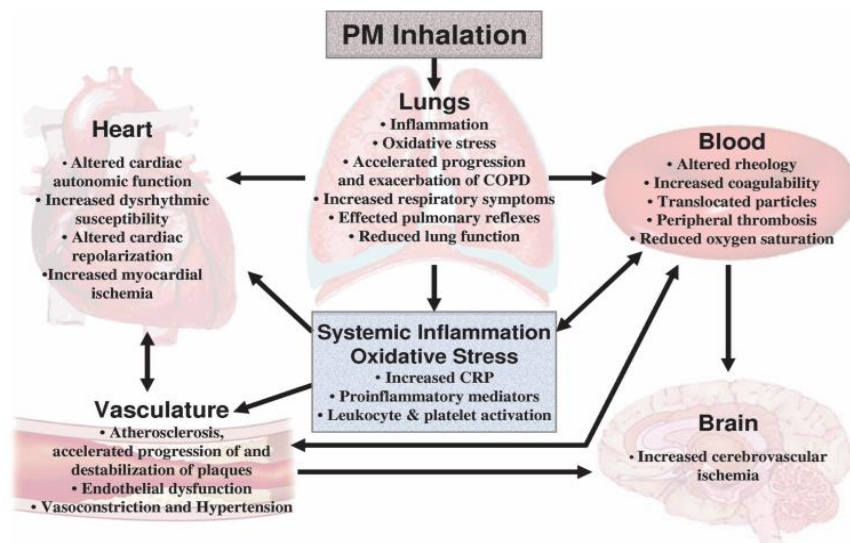 PM Inhalation
Lungs
• Inflammation
• Oxidative stress
• Accelerated progression
and exacerbation of COPD
• Increased respiratory symptoms
• Effected pulmonary reflexes
• Reduced lung function
Heart
• Altered cardiac
autonomic function
• Increased dysrhythmic
susceptibility
• Altered cardiac
repolarization
•Increased myocardial
ischemia
Blood
• Altered rheology
• Increased coagulability
• Translocated particles
• Peripheral thrombosis
• Reduced oxygen saturation
Systemic Inflammation
Oxidative Stress
• Increased CRP
• Proinflammatory mediators
• Leukocyte & platelet activation
Vasculature
• Atherosclerosis,
accelerated progression of and
destabilization of plaques
• Endothelial dysfunction
• Vasoconstriction and Hypertension
Brain
• Increased cerebrovascular
ischemia